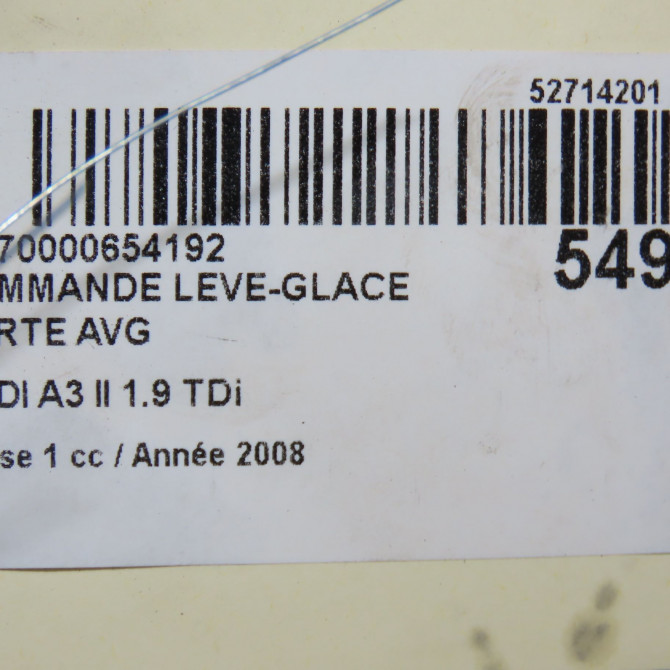 52714201
70000654192
549
MMANDE LEVE-GLACE
RTE AVG
DI A3 II 1.9 TDi
se 1 cc / Année 2008